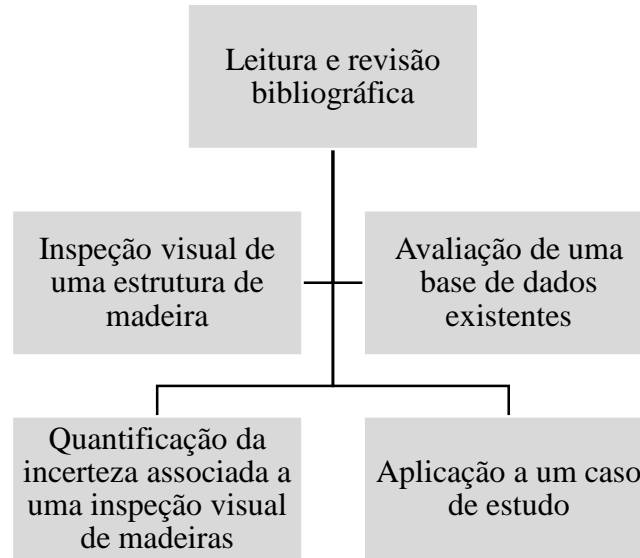 Leitura e revisão
bibliográfica
Inspeção visual de
uma estrutura de
madeira
Avaliação de uma
base de dados
existentes
Quantificação da
incerteza associada a
uma inspeção visual
de madeiras
Aplicação a um caso
de estudo